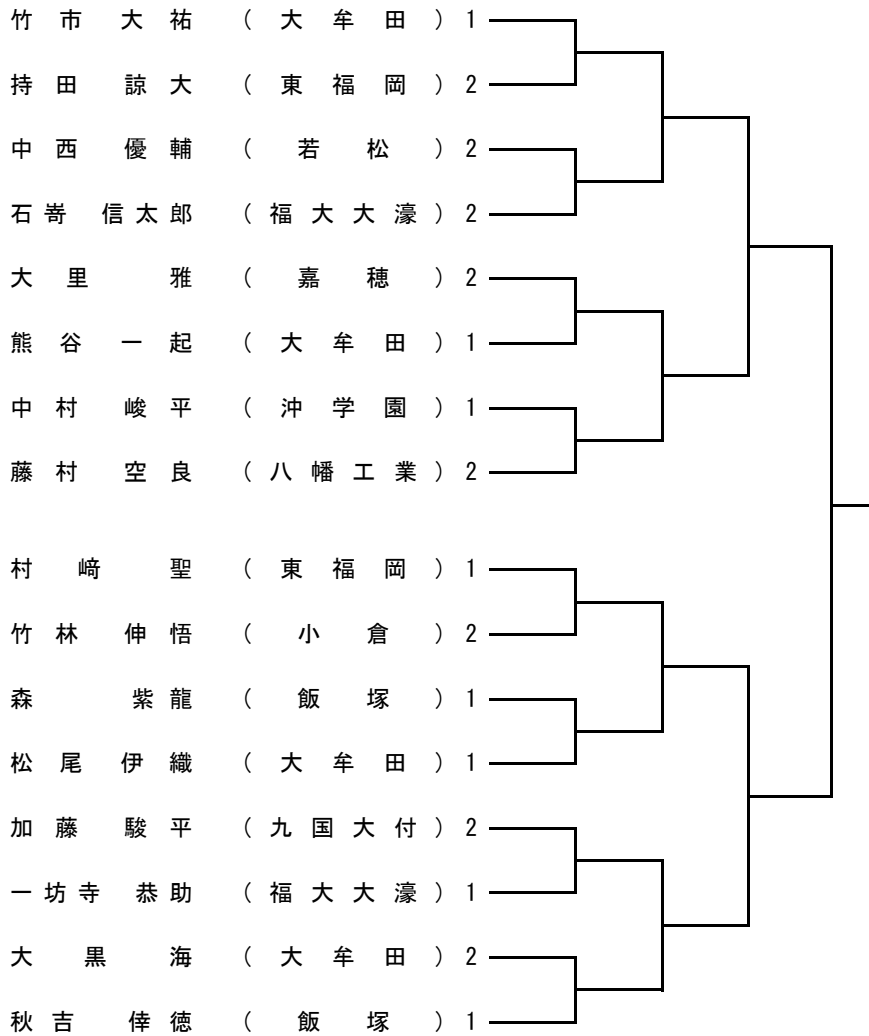 竹市 大祐 (大牟田) 1
持田 諒大 (東福岡) 2
中西 優輔 (若松) 2
石嵜 信太郎 (福大大濠) 2
大里 雅 (嘉穂) 2
熊谷 一起 (大牟田) 1
中村 峻平 (沖学園) 1
藤村 空良 (八幡工業) 2
村﨑 聖 (東福岡) 1
竹林 伸悟 (小倉) 2
森 紫龍 (飯塚) 1
松尾 伊織 (大牟田) 1
加藤 駿平 (九国大付) 2
一坊寺 恭助 (福大大濠) 1
大黒 海 (大牟田) 2
秋吉 倖徳 (飯塚) 1